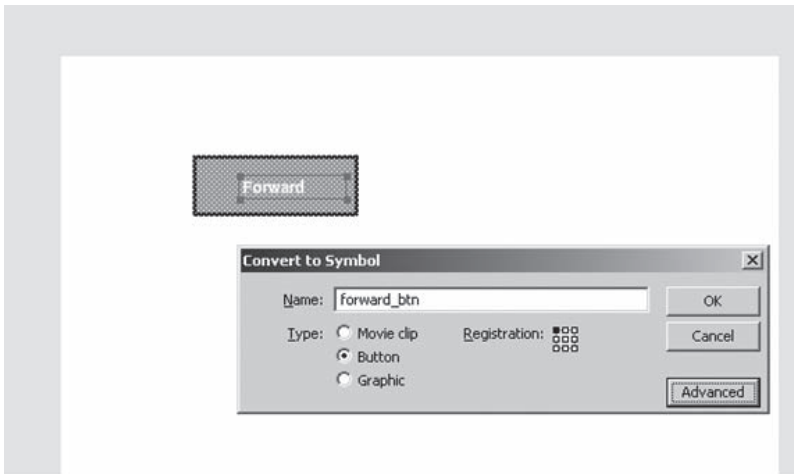 Forward
Convert to Symbol
Name: forward_btn
OK
Type: Movie clip Registration:
Cancel
Button
Graphic
Advanced